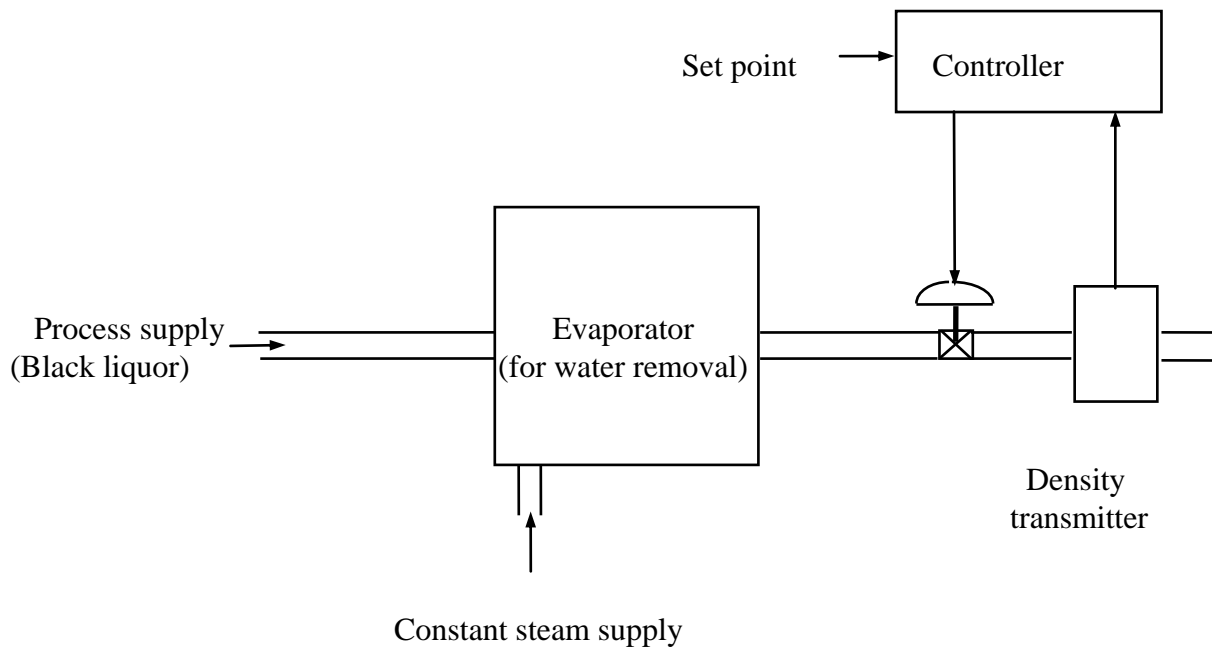 Set point
Controller
Process supply
(Black liquor)
Evaporator
(for water removal)
Density
transmitter
Constant steam supply